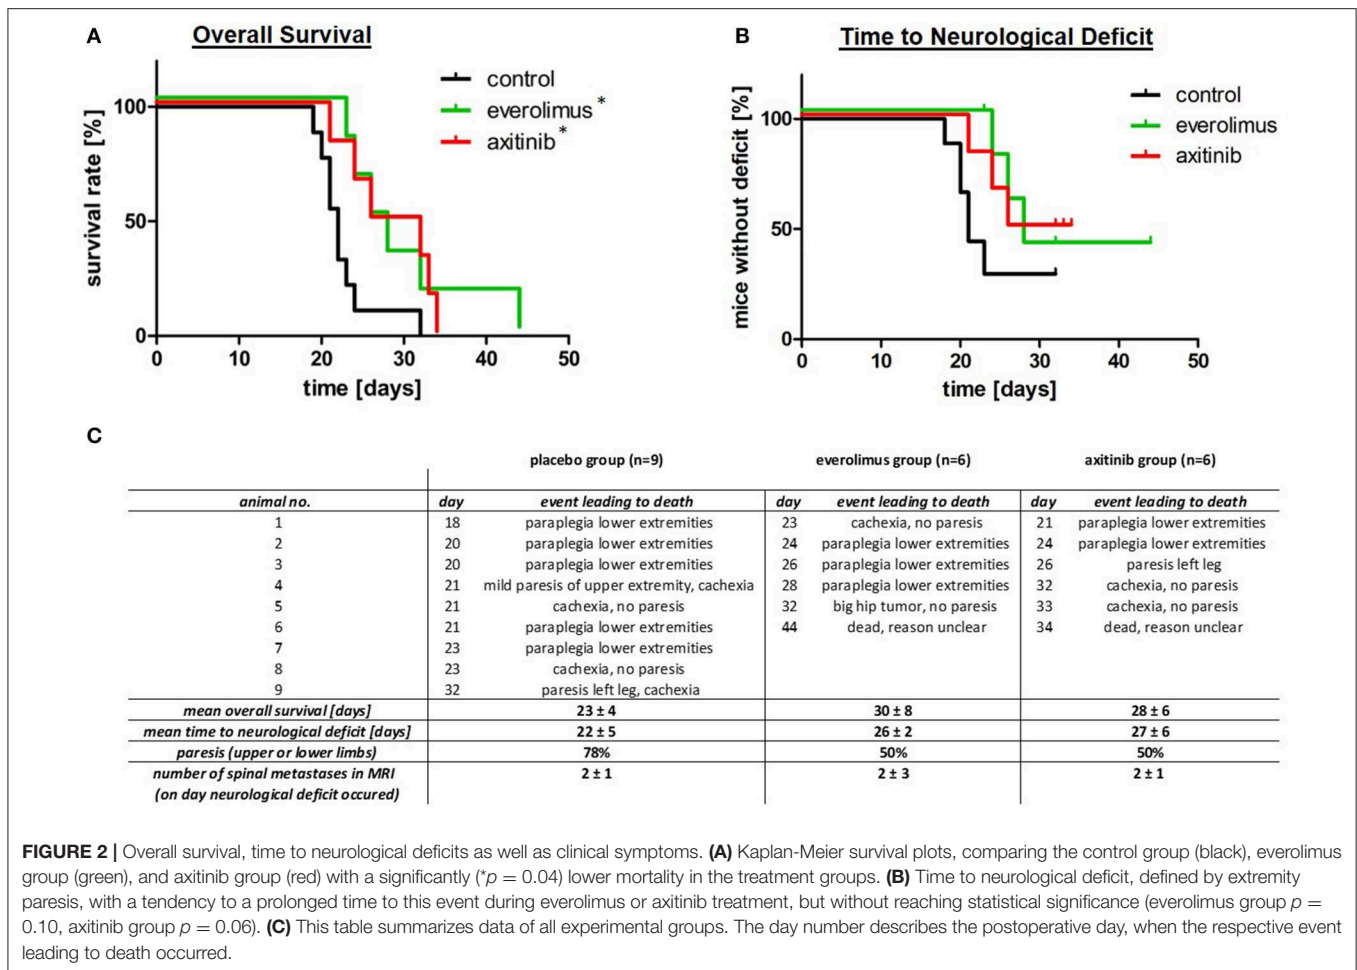 A
Overall Survival
control
everolimus*
axitinib*
survival rate [%]
100
50
0
0 10 20 30 40 50
time [days]
B
Time to Neurological Deficit
control
everolimus
axitinib
mice without deficit [%]
100
50
0
0 10 20 30 40 50
time [days]
C
placebo group (n=9) everolimus group (n=6) axitinib group (n=6)
animal no. day event leading to death day event leading to death day event leading to death
1 18 paraplegia lower extremities 23 cachexia, no paresis 21 paraplegia lower extremities
2 20 paraplegia lower extremities 24 paraplegia lower extremities 24 paraplegia lower extremities
3 20 paraplegia lower extremities 26 paraplegia lower extremities 26 paresis left leg
4 21 mild paresis of upper extremity, cachexia 28 paraplegia lower extremities 32 cachexia, no paresis
5 21 cachexia, no paresis 32 big hip tumor, no paresis 33 cachexia, no paresis
6 21 paraplegia lower extremities 44 dead, reason unclear 34 dead, reason unclear
7 23 paraplegia lower extremities
8 23 cachexia, no paresis
9 32 paresis left leg, cachexia
mean overall survival [days] 23 ± 4 30 ± 8 28 ± 6
mean time to neurological deficit [days] 22 ± 5 26 ± 2 27 ± 6
paresis (upper or lower limbs) 78% 50% 50%
number of spinal metastases in MRI 2 ± 1 2 ± 3 2 ± 1
(on day neurological deficit occured)
FIGURE 2 | Overall survival, time to neurological deficits as well as clinical symptoms. (A) Kaplan-Meier survival plots, comparing the control group (black), everolimus
group (green), and axitinib group (red) with a significantly (*p = 0.04) lower mortality in the treatment groups. (B) Time to neurological deficit, defined by extremity
paresis, with a tendency to a prolonged time to this event during everolimus or axitinib treatment, but without reaching statistical significance (everolimus group p =
0.10, axitinib group p = 0.06). (C) This table summarizes data of all experimental groups. The day number describes the postoperative day, when the respective event
leading to death occurred.